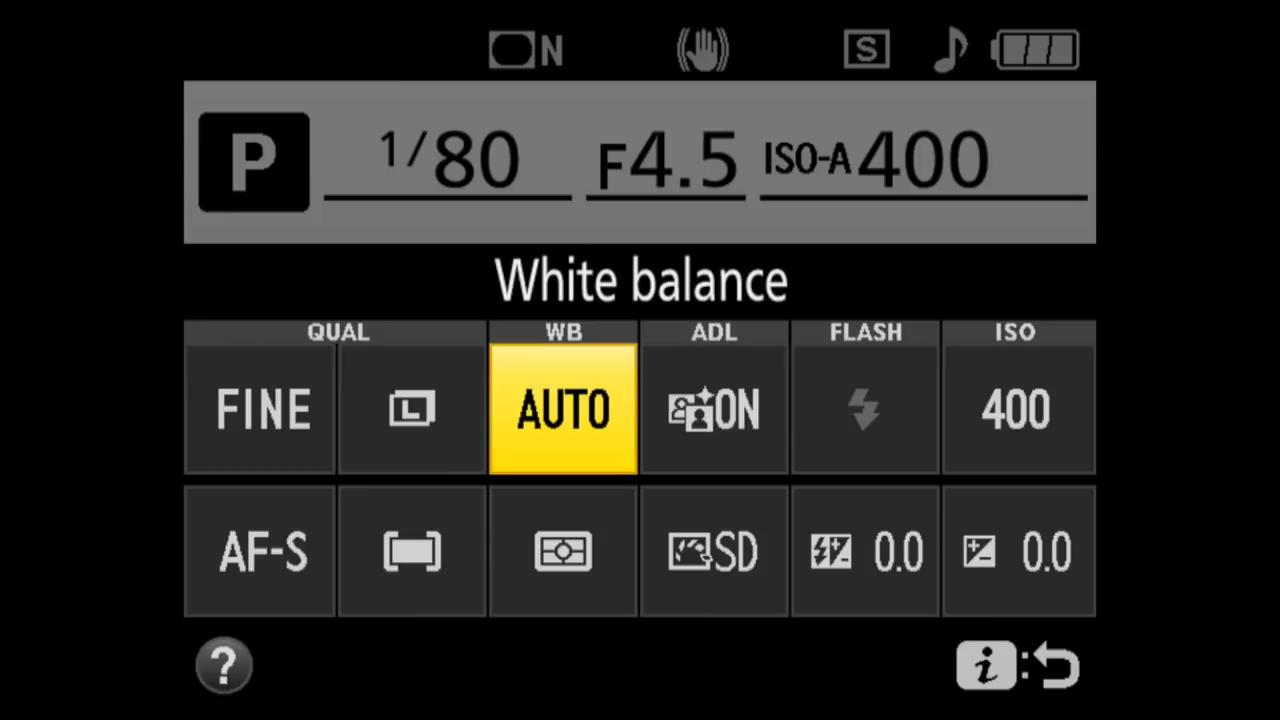 N S
P 1/80 F4.5 ISO-A 400
White balance
QUAL WB ADL FLASH ISO
FINE L AUTO ON 400
AF-S SD 0.0 0.0
? i: